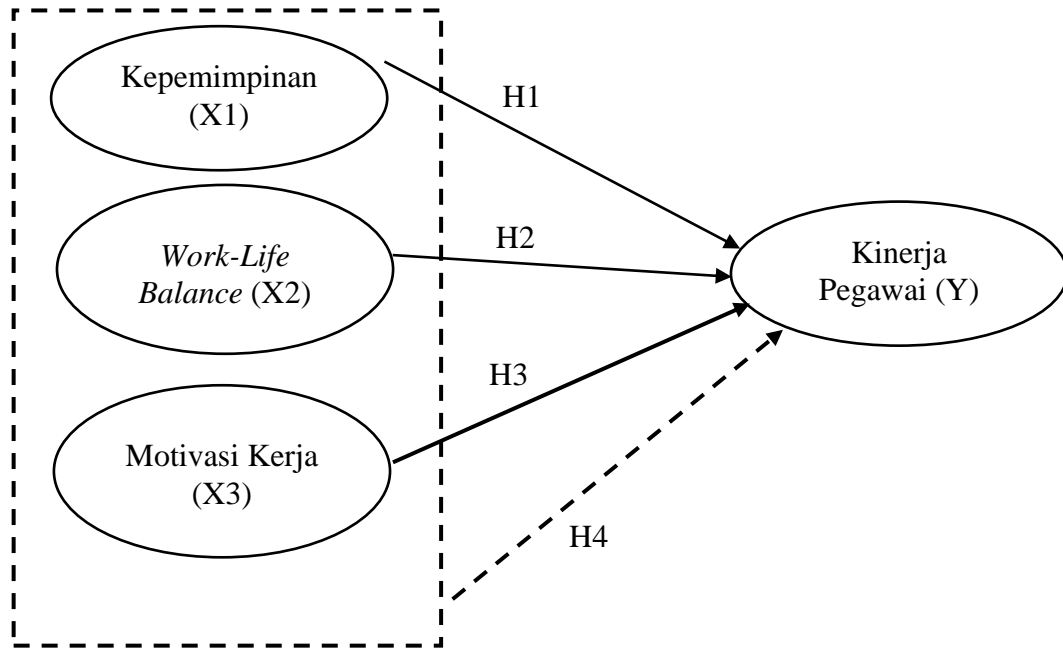 Kepemimpinan
(X1)
H1
Work-Life
Balance (X2)
H2
Kinerja
Pegawai (Y)
Motivasi Kerja
(X3)
H3
H4